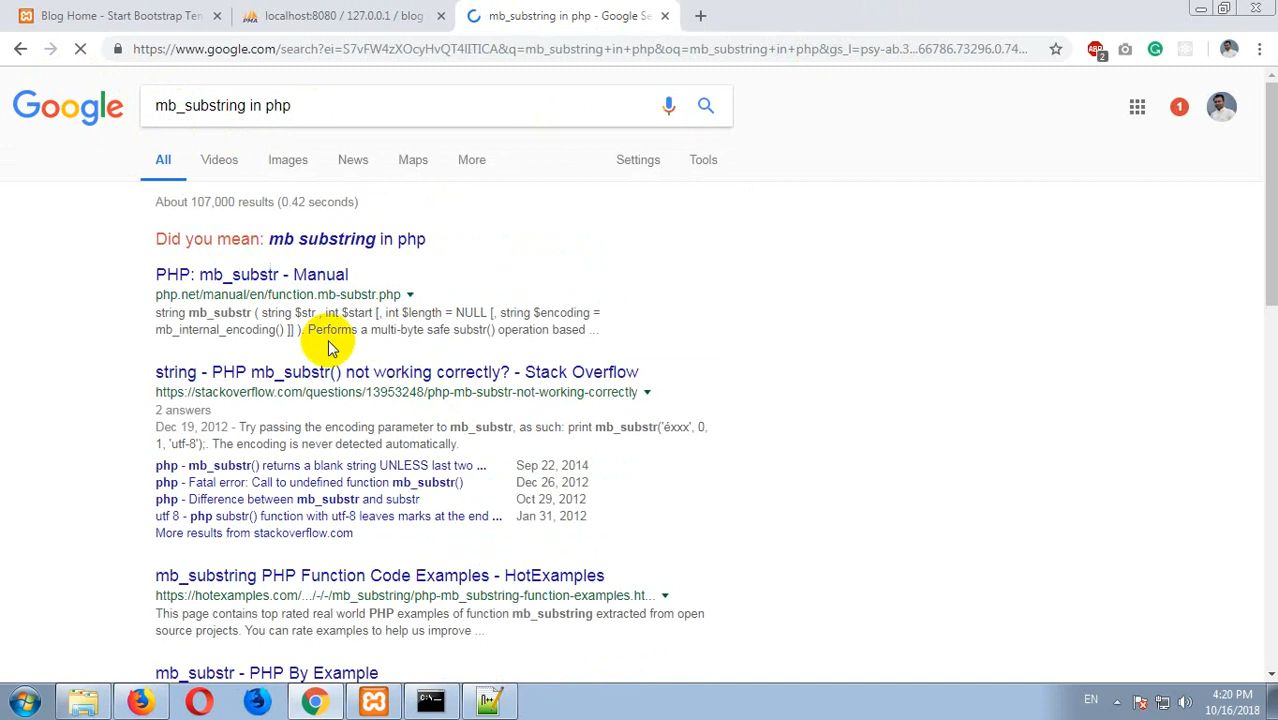 Blog Home - Start Bootstrap Ten
localhost:8080 / 127.0.0.1 / blog
mb_substring in php - Google Se
https://www.google.com/search?ei=S7vFW4zXOcyHvQT4IITICA&q=mb_substring+in+php&oq=mb_substring+in+php&gs_l=psy-ab.3...66786.73296.0.74...
ABP
2
Google
mb_substring in php
1
All
Videos
Images
News
Maps
More
Settings
Tools
About 107,000 results (0.42 seconds)
Did you mean: mb substring in php
PHP: mb_substr - Manual
php.net/manual/en/function.mb-substr.php
string mb_substr ( string $str , int $start [, int $length = NULL [, string $encoding =
mb_internal_encoding() ]] ). Performs a multi-byte safe substr() operation based ...
string - PHP mb_substr() not working correctly? - Stack Overflow
https://stackoverflow.com/questions/13953248/php-mb-substr-not-working-correctly
2 answers
Dec 19, 2012 - Try passing the encoding parameter to mb_substr, as such: print mb_substr('éxxx', 0,
1, 'utf-8');. The encoding is never detected automatically.
php - mb_substr() returns a blank string UNLESS last two ... Sep 22, 2014
php - Fatal error: Call to undefined function mb_substr() Dec 26, 2012
php - Difference between mb_substr and substr Oct 29, 2012
utf 8 - php substr() function with utf-8 leaves marks at the end ... Jan 31, 2012
More results from stackoverflow.com
mb_substring PHP Function Code Examples - HotExamples
https://hotexamples.com/.../-/-/mb_substring/php-mb_substring-function-examples.ht...
This page contains top rated real world PHP examples of function mb_substring extracted from open
source projects. You can rate examples to help us improve ...
mb_substr - PHP By Example
EN
4:20 PM
10/16/2018